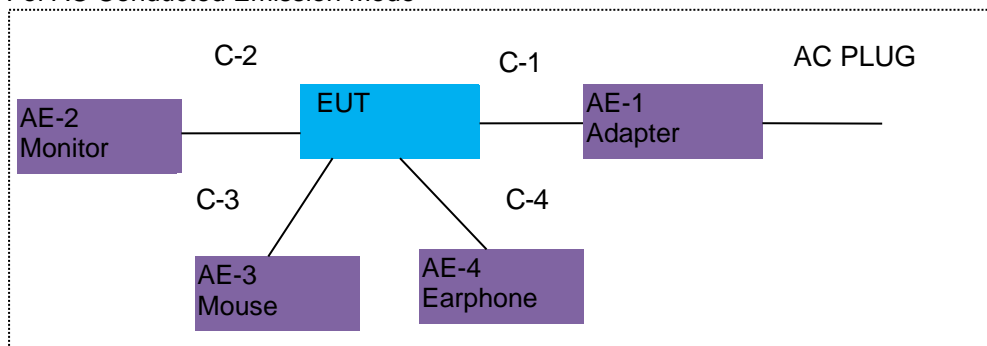 For AC Conducted Emission Mode
C-2
C-1
AC PLUG
EUT
AE-1
Adapter
AE-2
Monitor
C-3
C-4
AE-3
Mouse
AE-4
Earphone